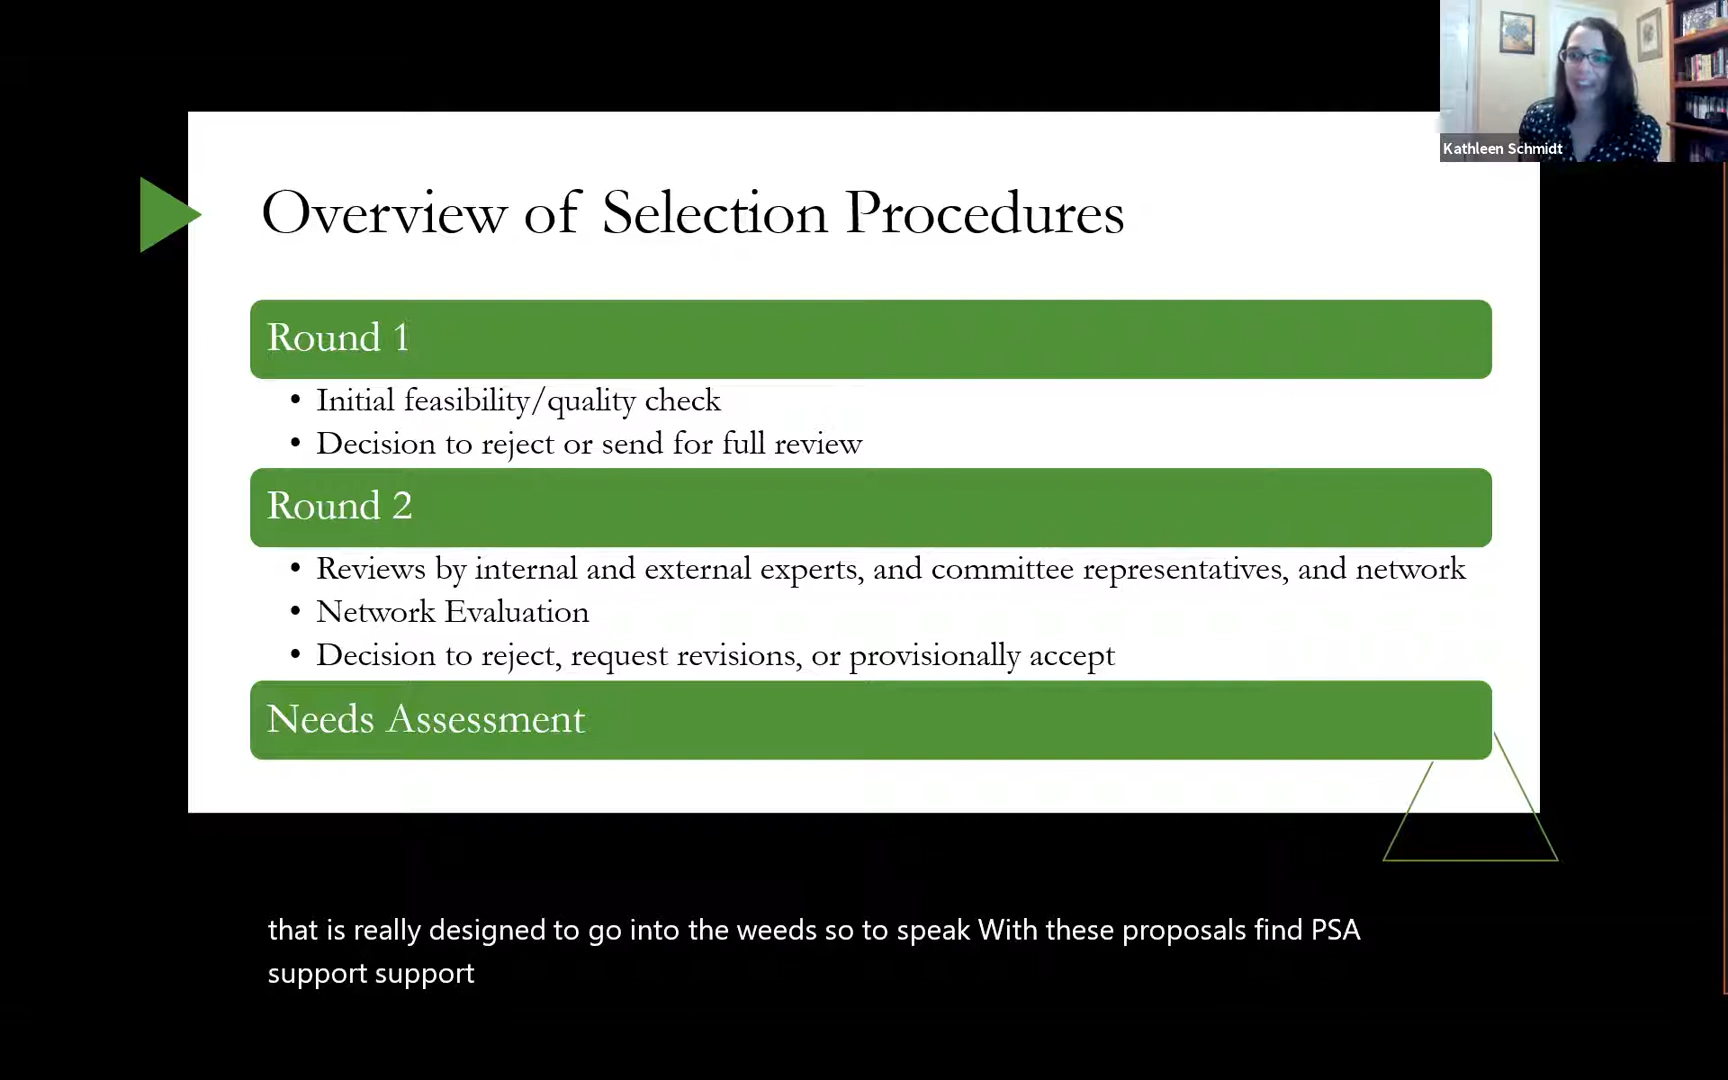 Kathleen Schmidt
Overview of Selection Procedures
Round 1
• Initial feasibility/quality check
• Decision to reject or send for full review
Round 2
• Reviews by internal and external experts, and committee representatives, and network
• Network Evaluation
• Decision to reject, request revisions, or provisionally accept
Needs Assessment
that is really designed to go into the weeds so to speak With these proposals find PSA
support support